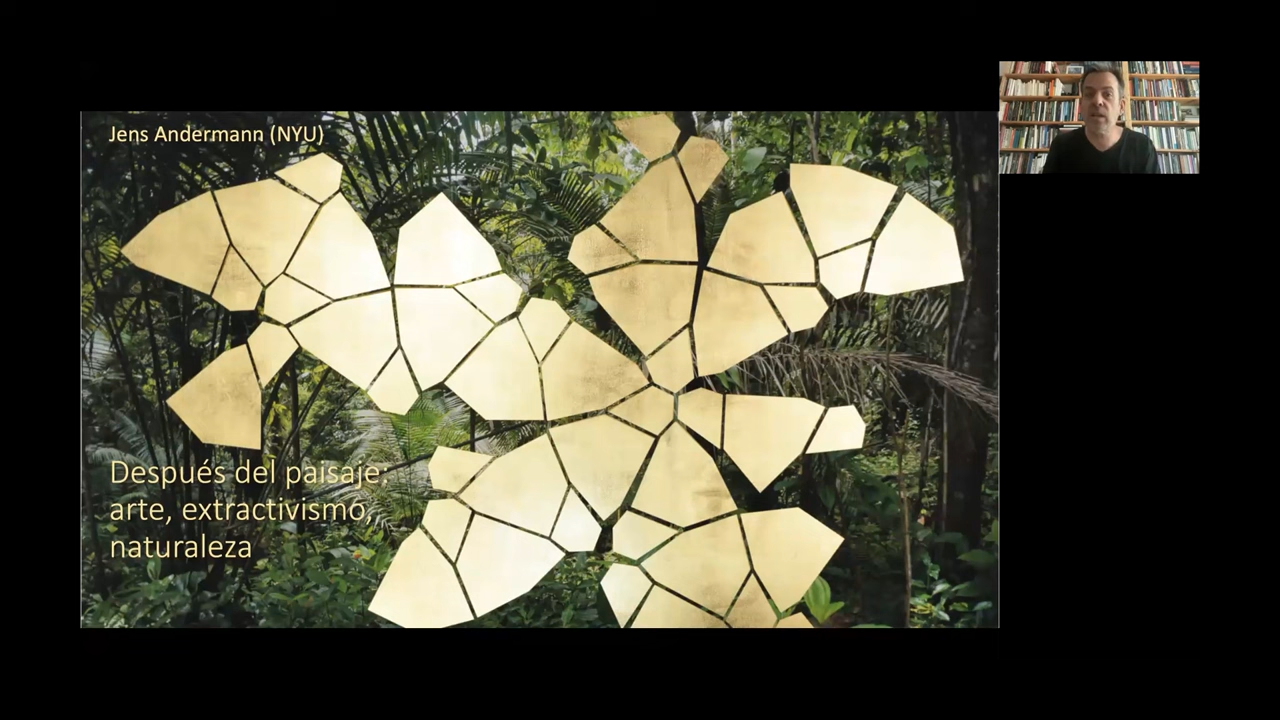 Jens Andermann (NYU)
Después del paisaje:
arte, extractivismo,
naturaleza